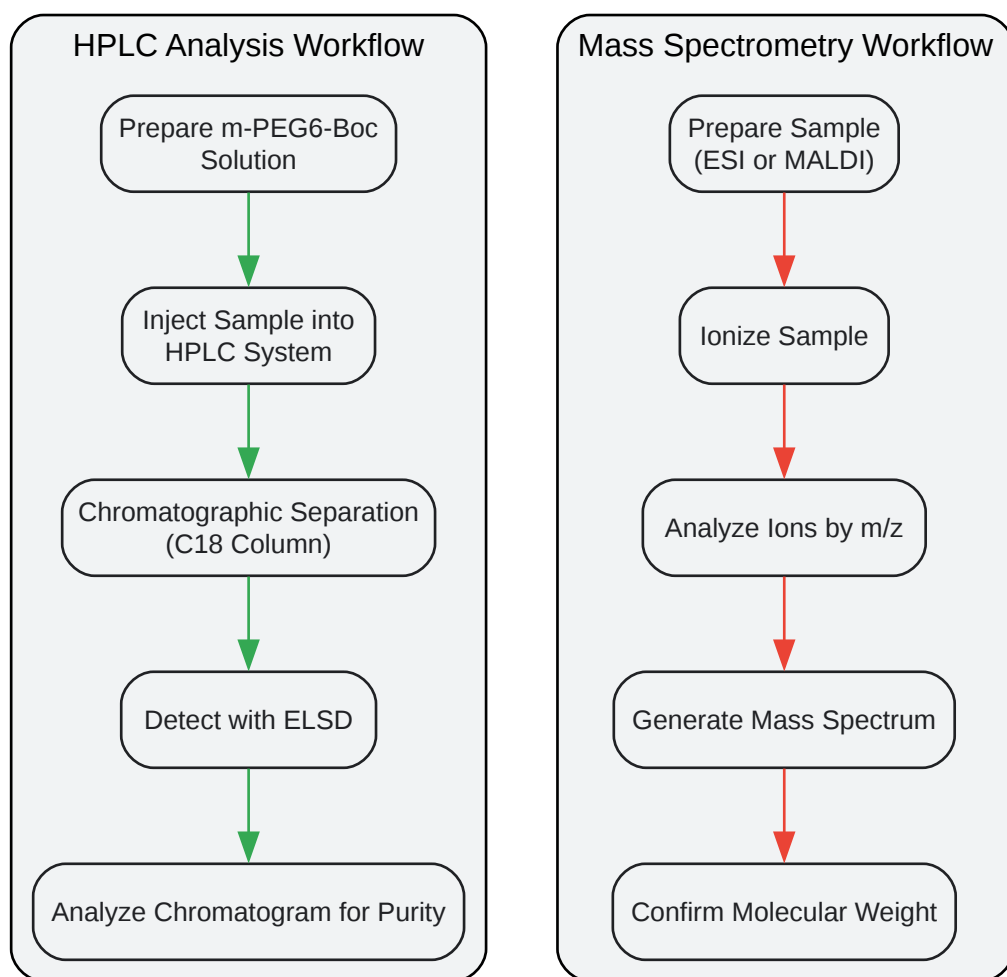 HPLC Analysis Workflow
Prepare m-PEG6-Boc
Solution
Inject Sample into
HPLC System
Chromatographic Separation
(C18 Column)
Detect with ELSD
Analyze Chromatogram for Purity
Mass Spectrometry Workflow
Prepare Sample
(ESI or MALDI)
Ionize Sample
Analyze Ions by m/z
Generate Mass Spectrum
Confirm Molecular Weight